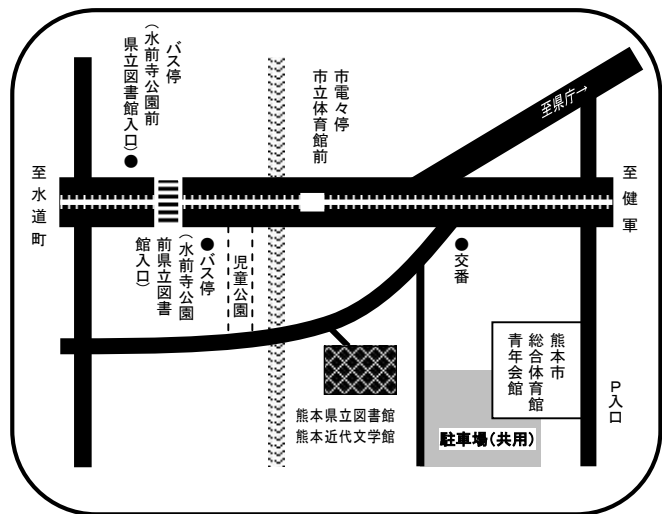 バス停
（水前寺公園前
県立図書館入口）
市電々停
市立体育館前
至県庁→
至水道町
至健軍
バス停
（水前寺公園
前県立図書
館入口）
児童公園
交番
熊本市
総合体育館
青年会館
P入口
熊本県立図書館
熊本近代文学館
駐車場（共用）